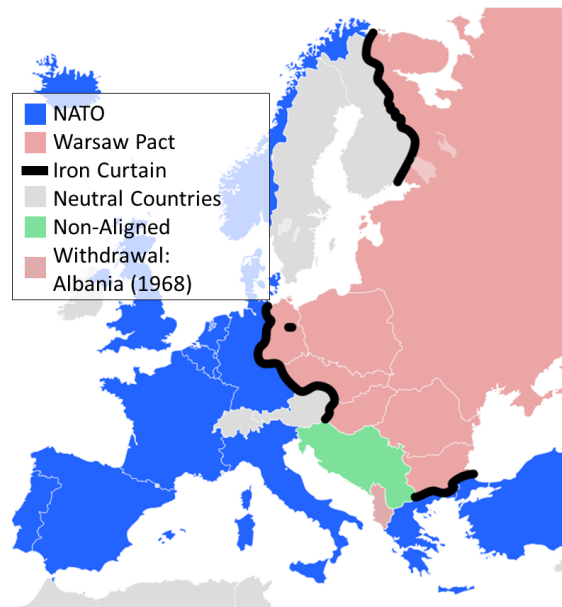 NATO
Warsaw Pact
Iron Curtain
Neutral Countries
Non-Aligned
Withdrawal:
Albania (1968)